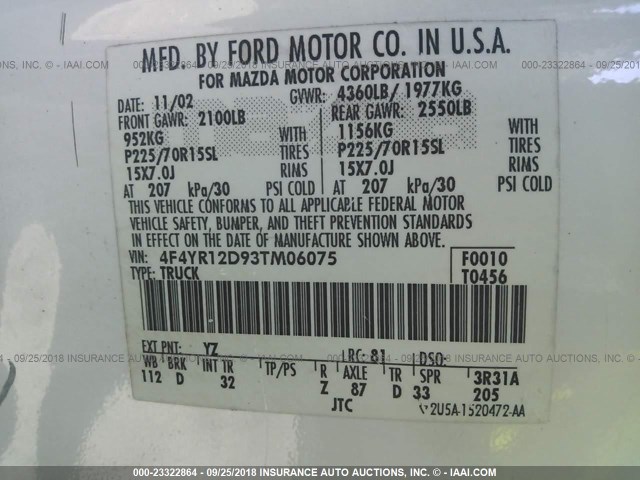 MFD. BY FORD MOTOR CO. IN U.S.A.
FOR MAZDA MOTOR CORPORATION
DATE: 11/02 GVWR: 4360LB/ 1977KG
FRONT GAWR: 2100LB REAR GAWR: 2550LB
952KG WITH 1156KG WITH
P225/70R15SL TIRES P225/70R15SL TIRES
15X7.0J RIMS 15X7.0J RIMS
AT 207 kPa/30 PSI COLD AT 207 kPa/30 PSI COLD
THIS VEHICLE CONFORMS TO ALL APPLICABLE FEDERAL MOTOR
VEHICLE SAFETY, BUMPER, AND THEFT PREVENTION STANDARDS
IN EFFECT ON THE DATE OF MANUFACTURE SHOWN ABOVE.
VIN: 4F4YR12D93TM06075 F0010
TYPE: TRUCK T0456
EXT PNT: YZ RC: 81 DSO:
WB BRK INT TR TP/PS R AXLE TR SPR 3R31A
112 D 32 Z 87 D 33 205
JTC 2U5A-1520472-AA
000-23322864 - 09/25/2018 INSURANCE AUTO AUCTIONS, INC. - IAAI.COM